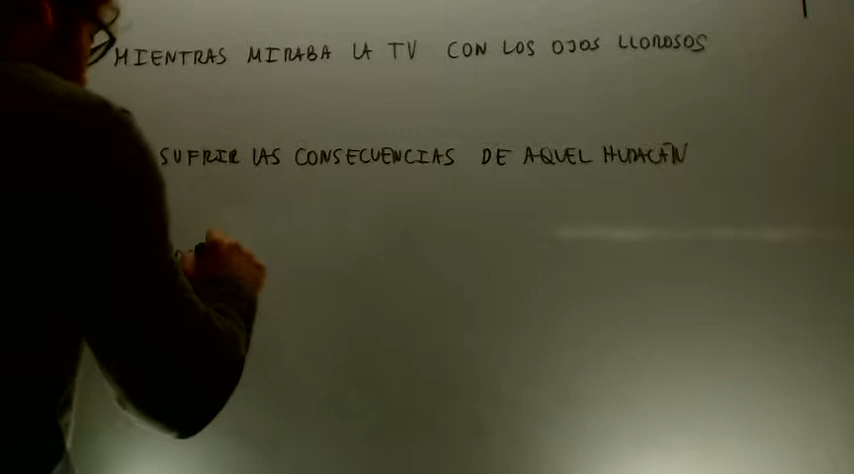 MIENTRAS MIRABA LA TV CON LOS OJOS LLOROSOS
SUFRIR LAS CONSECUENCIAS DE AQUEL HURACÁN